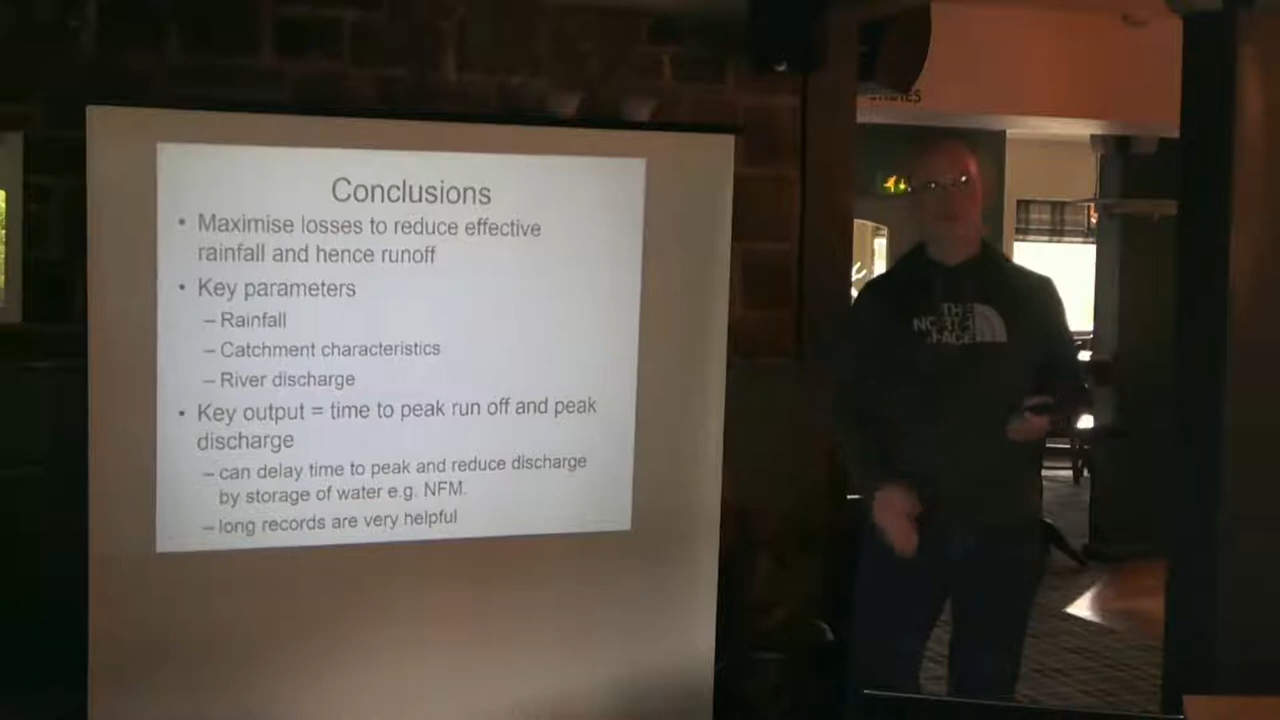 Conclusions
• Maximise losses to reduce effective
rainfall and hence runoff
• Key parameters
– Rainfall
– Catchment characteristics
– River discharge
• Key output = time to peak run off and peak
discharge
– can delay time to peak and reduce discharge
by storage of water e.g. NFM.
– long records are very helpful
THE
NORTH
FACE